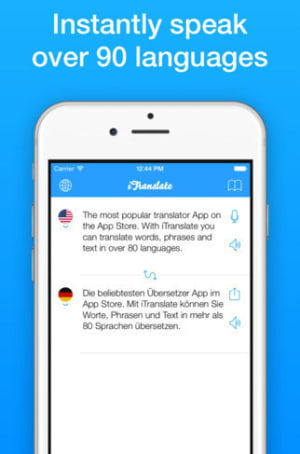 Instantly speak
over 90 languages
Carrier 12:44 PM
iTranslate
The most popular translator App on
the App Store. With iTranslate you
can translate words, phrases and
text in over 80 languages.
Die beliebtesten Übersetzer App im
App Store. Mit iTranslate können Sie
Worte, Phrasen und Text in mehr als
80 Sprachen übersetzen.